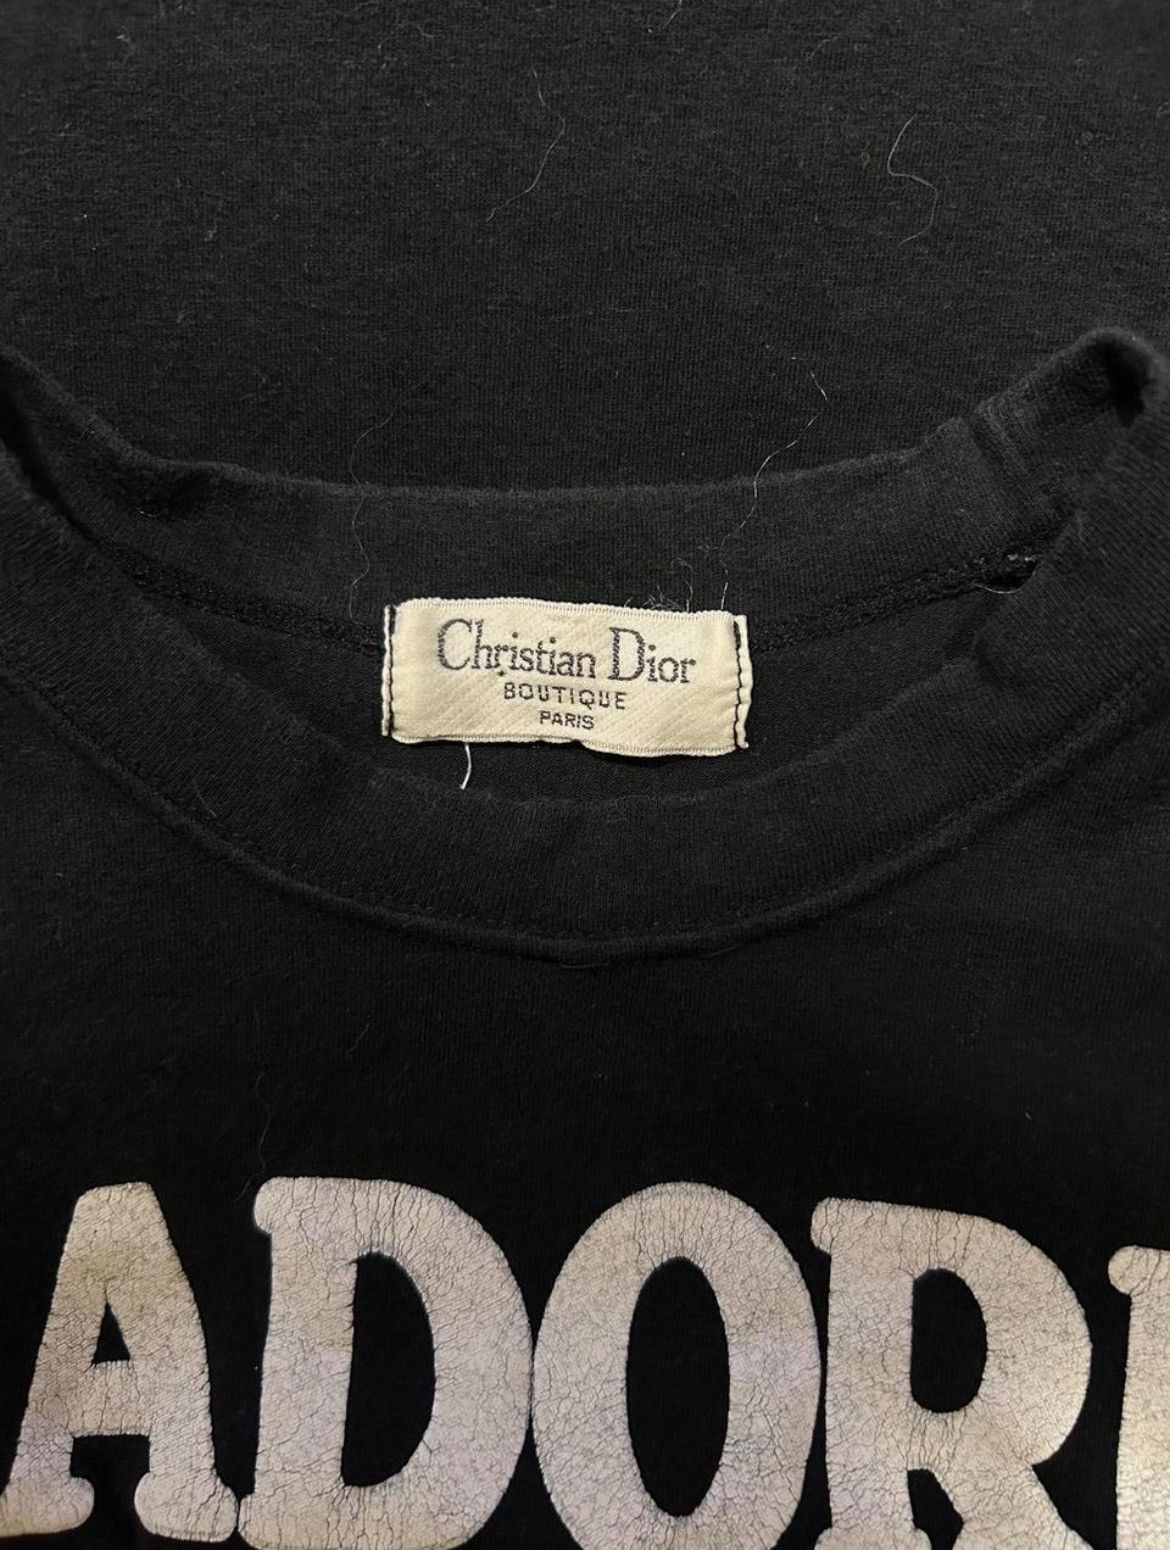 Christian Dior
BOUTIQUE
PARIS
ADOR